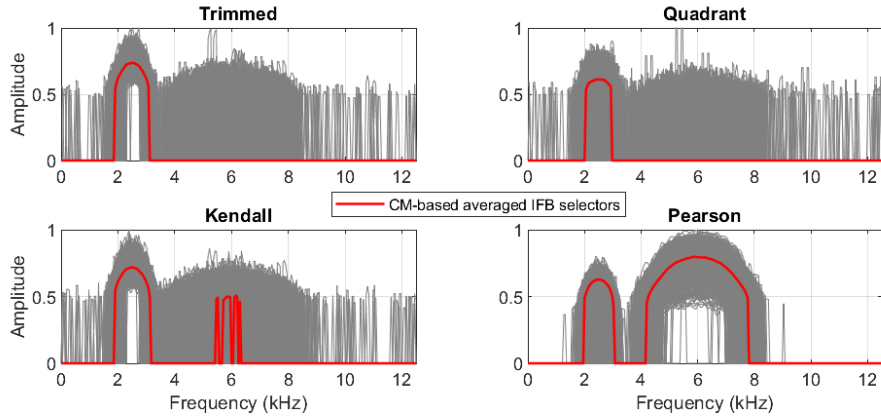 Trimmed
Quadrant
Amplitude
1
0.5
0
0 2 4 6 8 10 12
1
0.5
0
0 2 4 6 8 10 12
CM-based averaged IFB selectors
Kendall
Pearson
Amplitude
1
0.5
0
0 2 4 6 8 10 12
Frequency (kHz)
1
0.5
0
0 2 4 6 8 10 12
Frequency (kHz)